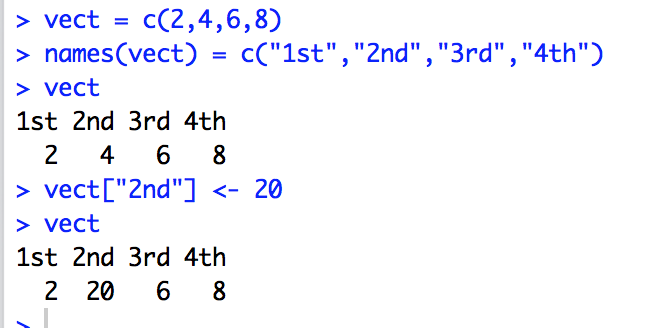 > vect = c(2,4,6,8)
> names(vect) = c("1st","2nd","3rd","4th")
> vect
1st 2nd 3rd 4th
  2   4   6   8
> vect["2nd"] <- 20
> vect
1st 2nd 3rd 4th
  2  20   6   8
>